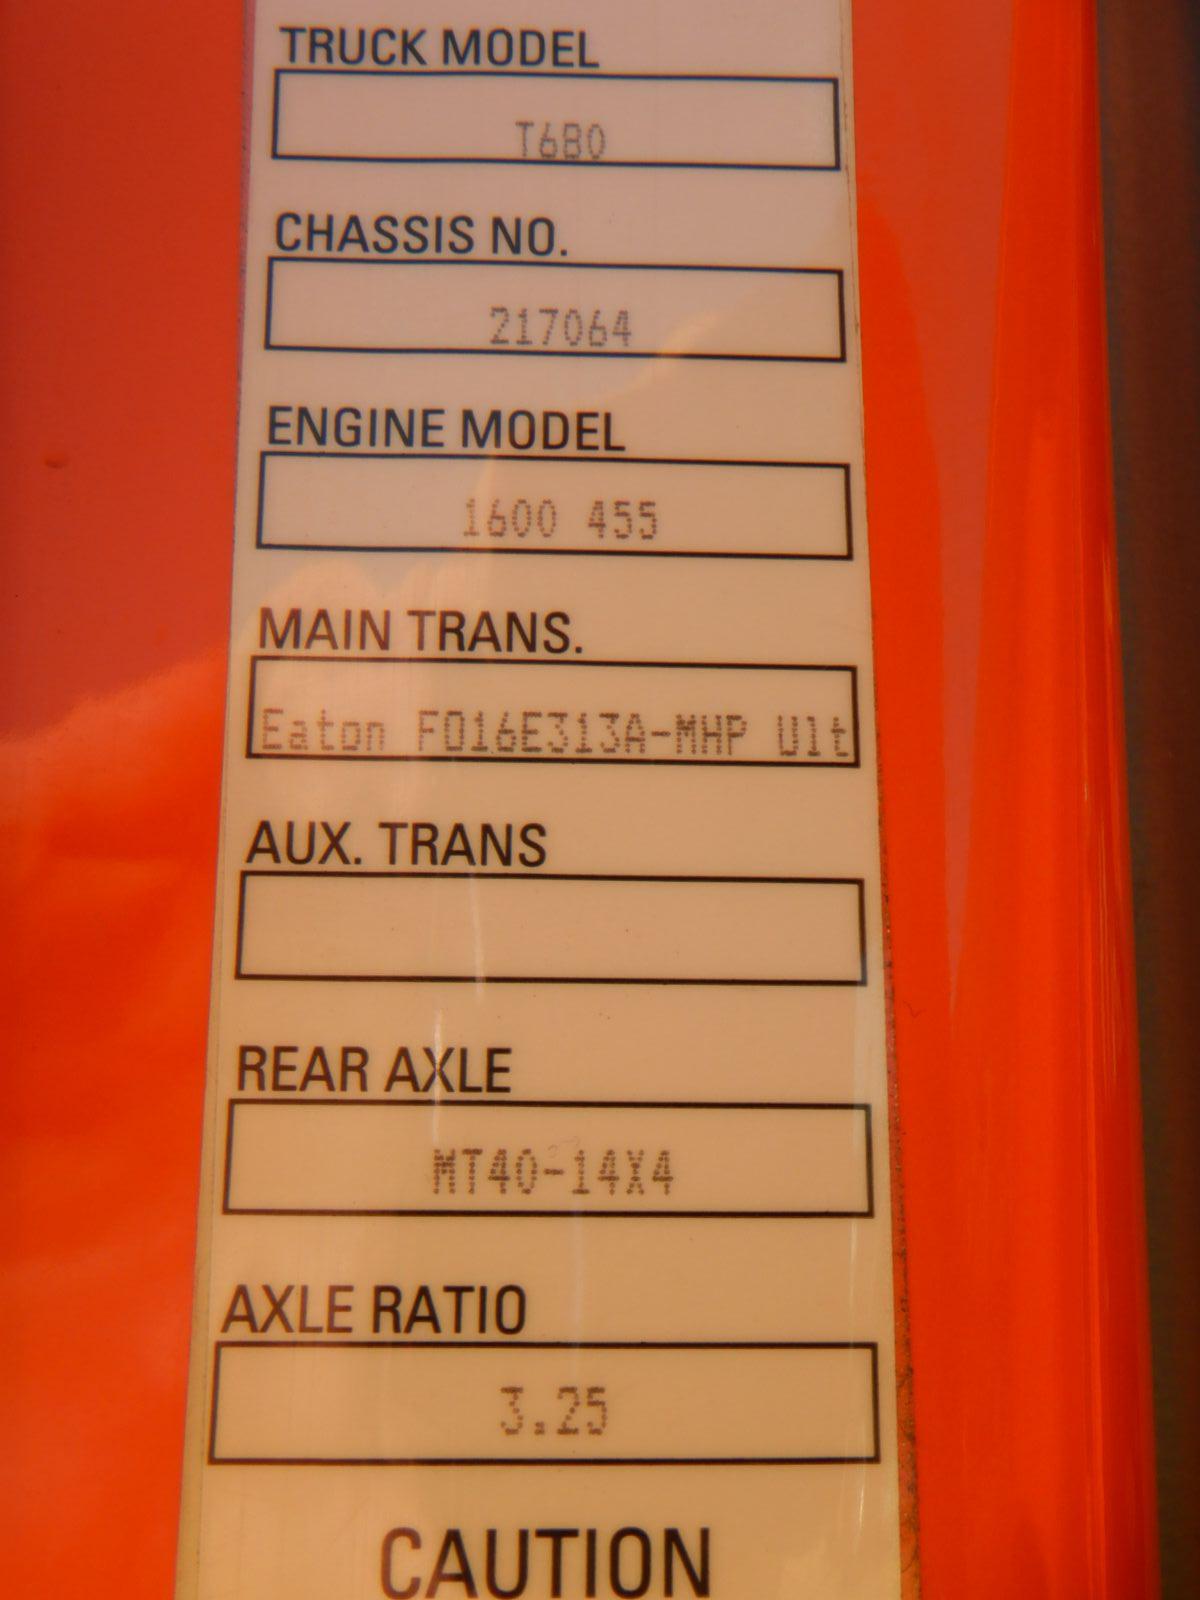 TRUCK MODEL
T680
CHASSIS NO.
217064
ENGINE MODEL
1600 455
MAIN TRANS.
Eaton FO16E313A-MHP Ult
AUX. TRANS
REAR AXLE
MT40-14X4
AXLE RATIO
3.25
CAUTION